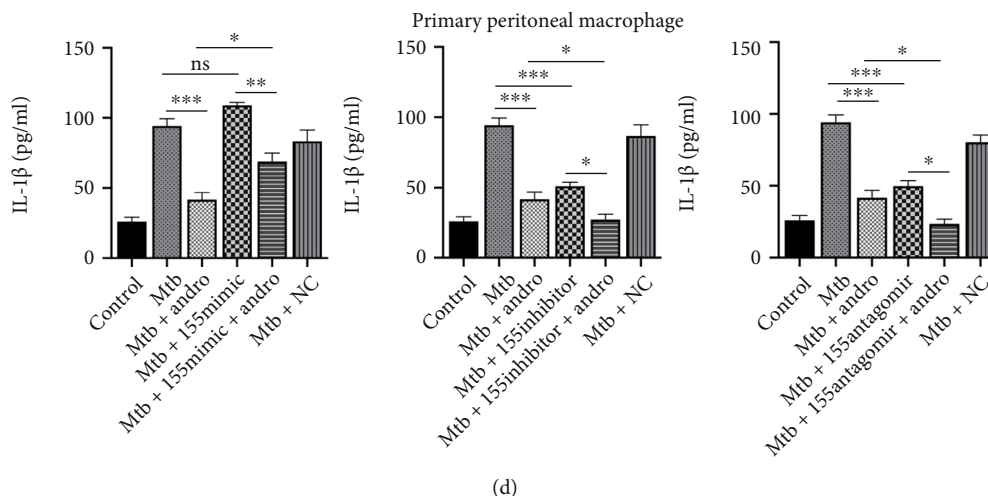 Primary peritoneal macrophage
IL-1β (pg/ml)
150
100
50
0
*
ns
**
***
Control
Mtb
Mtb + andro
Mtb + 155mimic
Mtb + 155mimic + andro
Mtb + NC
IL-1β (pg/ml)
150
100
50
0
*
***
***
*
Control
Mtb
Mtb + andro
Mtb + 155inhibitor
Mtb + 155inhibitor + andro
Mtb + NC
IL-1β (pg/ml)
150
100
50
0
*
***
***
*
Control
Mtb
Mtb + andro
Mtb + 155antagomir
Mtb + 155antagomir + andro
Mtb + NC
(d)